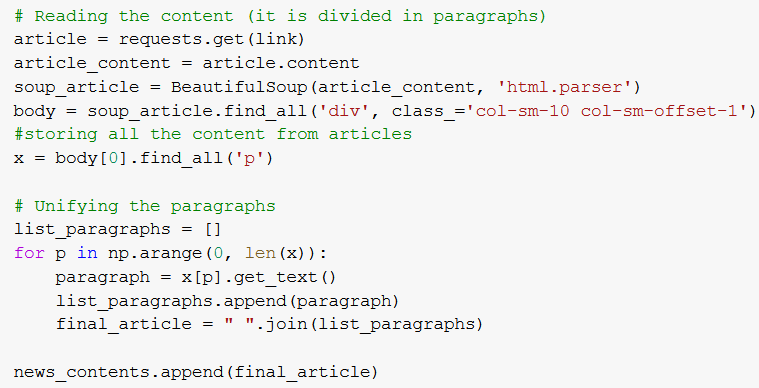 # Reading the content (it is divided in paragraphs)
article = requests.get(link)
article_content = article.content
soup_article = BeautifulSoup(article_content, 'html.parser')
body = soup_article.find_all('div', class_='col-sm-10 col-sm-offset-1')
#storing all the content from articles
x = body[0].find_all('p')

# Unifying the paragraphs
list_paragraphs = []
for p in np.arange(0, len(x)):
    paragraph = x[p].get_text()
    list_paragraphs.append(paragraph)
    final_article = " ".join(list_paragraphs)

news_contents.append(final_article)